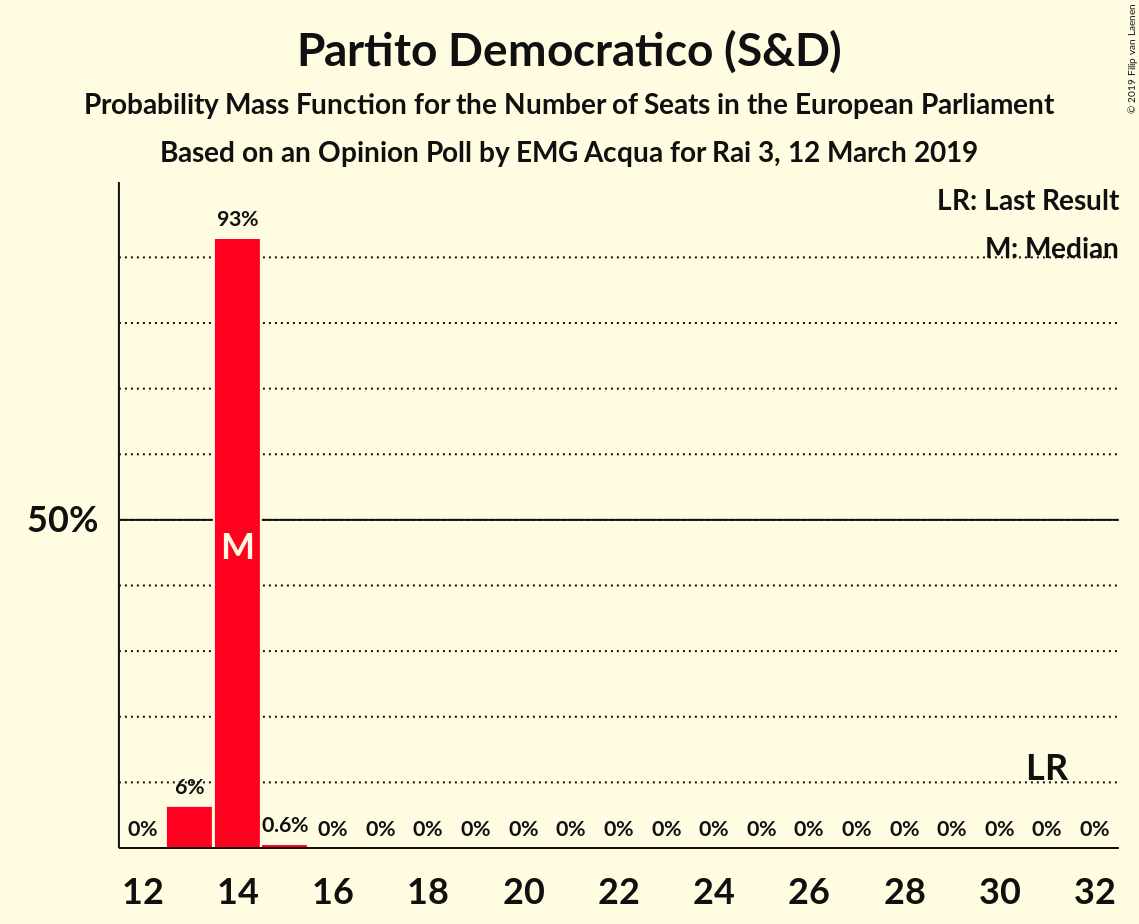 Partito Democratico (S&D)
Probability Mass Function for the Number of Seats in the European Parliament
Based on an Opinion Poll by EMG Acqua for Rai 3, 12 March 2019
© 2019 Filip van Laenen
LR: Last Result
M: Median
93%
50%
M
LR
6%
0% 0.6% 0% 0% 0% 0% 0% 0% 0% 0% 0% 0% 0% 0% 0% 0% 0% 0%
12 14 16 18 20 22 24 26 28 30 32